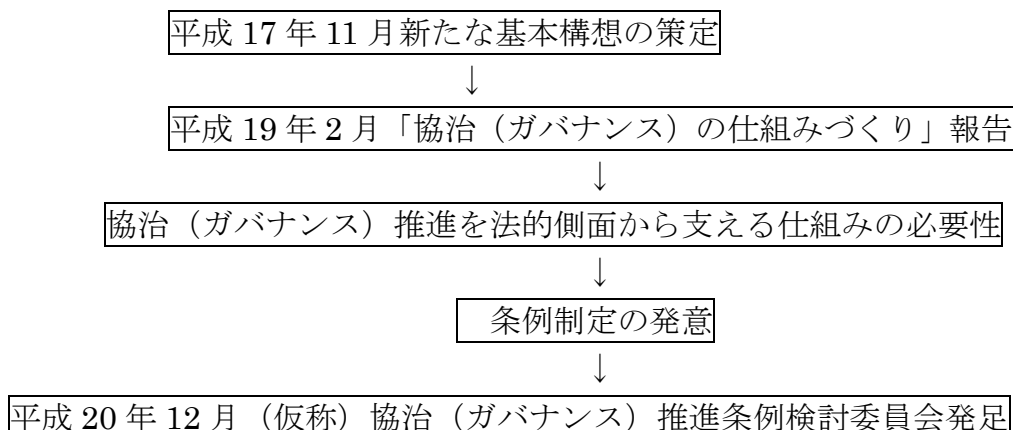 平成 17 年 11 月新たな基本構想の策定
↓
平成 19 年 2 月「協治（ガバナンス）の仕組みづくり」報告
↓
協治（ガバナンス）推進を法的側面から支える仕組みの必要性
↓
条例制定の発意
↓
平成 20 年 12 月（仮称）協治（ガバナンス）推進条例検討委員会発足